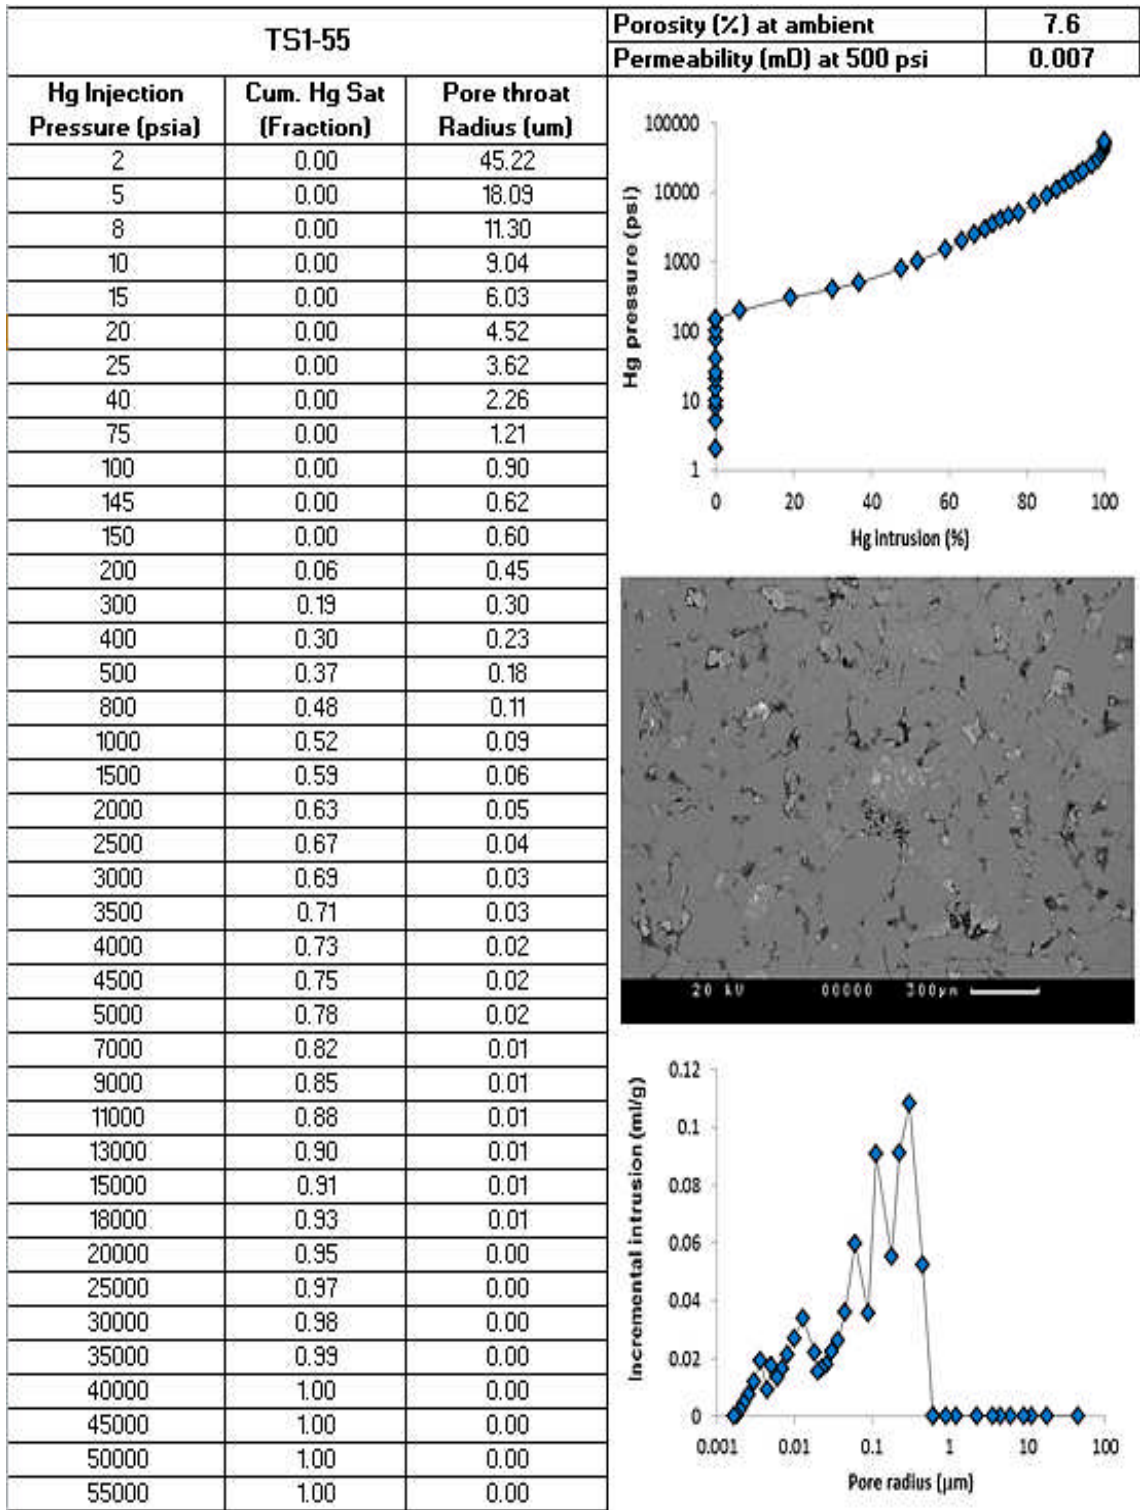 TS1-55
Porosity (%) at ambient 7.6
Permeability (mD) at 500 psi 0.007
Hg Injection Pressure (psia) Cum. Hg Sat (Fraction) Pore throat Radius (um)
2 0.00 45.22
5 0.00 18.09
8 0.00 11.30
10 0.00 9.04
15 0.00 6.03
20 0.00 4.52
25 0.00 3.62
40 0.00 2.26
75 0.00 1.21
100 0.00 0.90
145 0.00 0.62
150 0.00 0.60
200 0.06 0.45
300 0.19 0.30
400 0.30 0.23
500 0.37 0.18
800 0.48 0.11
1000 0.52 0.09
1500 0.59 0.06
2000 0.63 0.05
2500 0.67 0.04
3000 0.69 0.03
3500 0.71 0.03
4000 0.73 0.02
4500 0.75 0.02
5000 0.78 0.02
7000 0.82 0.01
9000 0.85 0.01
11000 0.88 0.01
13000 0.90 0.01
15000 0.91 0.01
18000 0.93 0.01
20000 0.95 0.00
25000 0.97 0.00
30000 0.98 0.00
35000 0.99 0.00
40000 1.00 0.00
45000 1.00 0.00
50000 1.00 0.00
55000 1.00 0.00
Hg pressure (psi)
100000
10000
1000
100
10
1
0 20 40 60 80 100
Hg intrusion (%)
20 kV 00000 300µm
Incremental intrusion (ml/g)
0.12
0.1
0.08
0.06
0.04
0.02
0
0.001 0.01 0.1 1 10 100
Pore radius (µm)